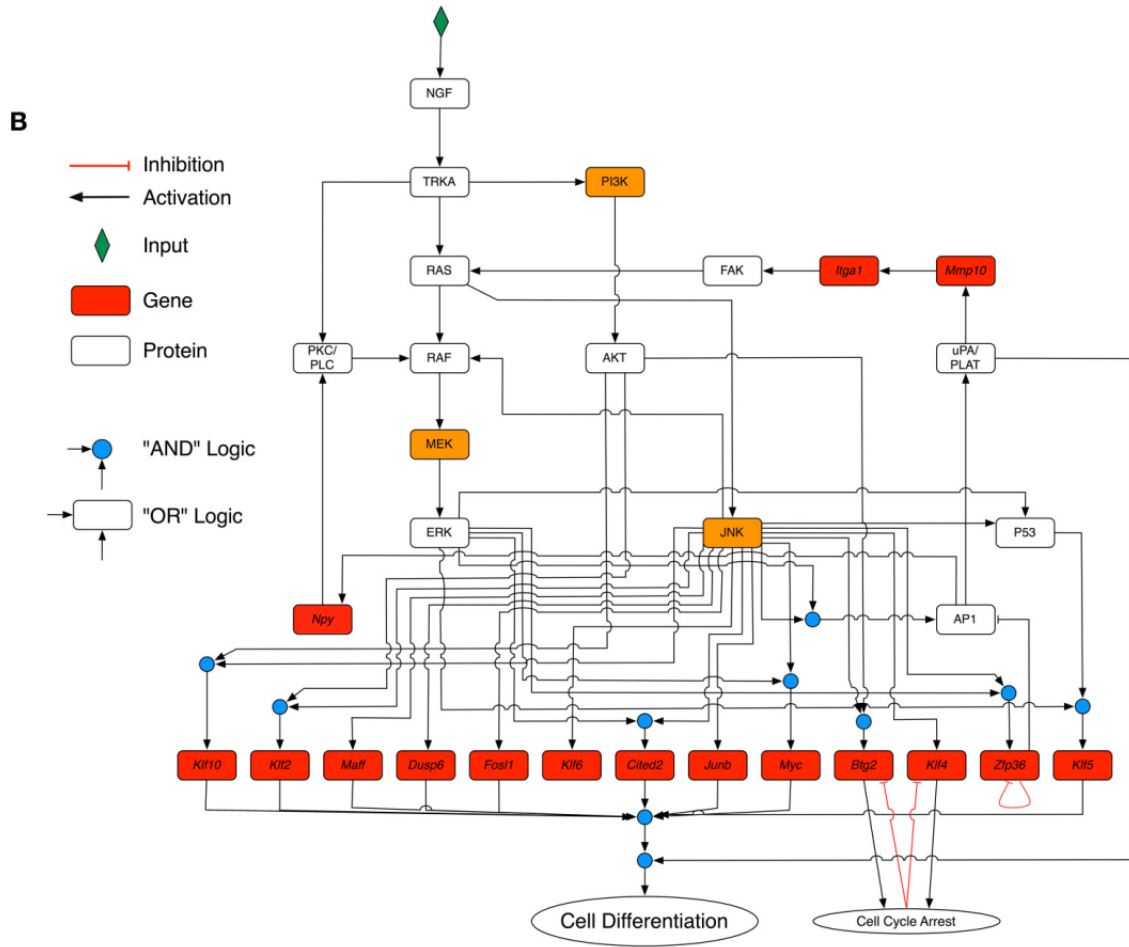 B
NGF
Inhibition
Activation
Input
Gene
Protein
"AND" Logic
"OR" Logic
TRKA
PI3K
RAS
FAK
Itga1
Mmp10
PKC/
PLC
RAF
AKT
uPA/
PLAT
MEK
ERK
JNK
P53
Npy
AP1
Klf10
Klf2
Maff
Dusp6
Fosl1
Klf6
Cited2
Junb
Myc
Btg2
Klf4
Zfp36
Klf5
Cell Differentiation
Cell Cycle Arrest